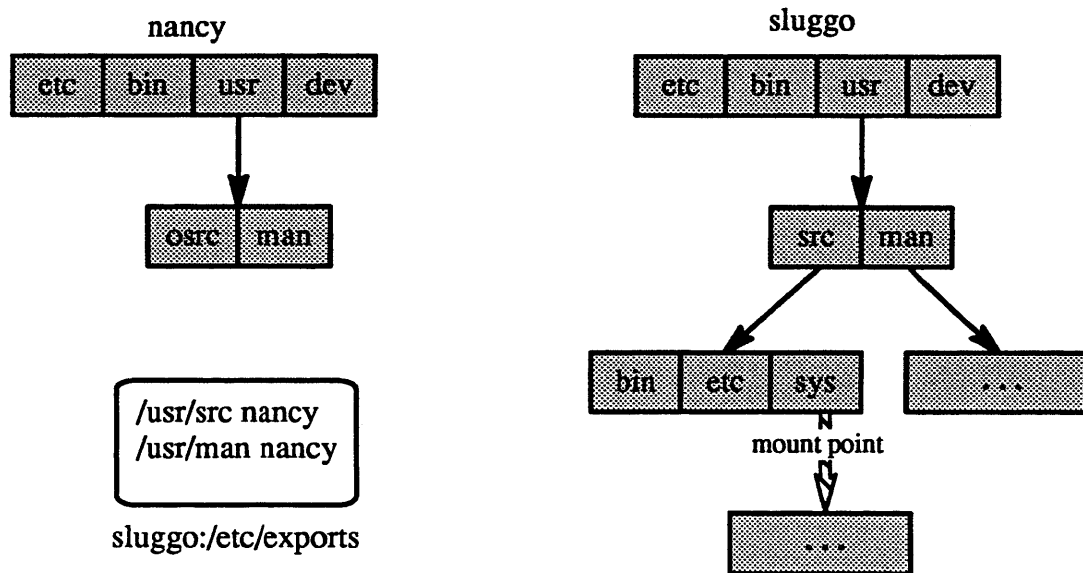 nancy
etc bin usr dev
osrc man
/usr/src nancy
/usr/man nancy
sluggo:/etc/exports
sluggo
etc bin usr dev
src man
bin etc sys
...
mount point
...